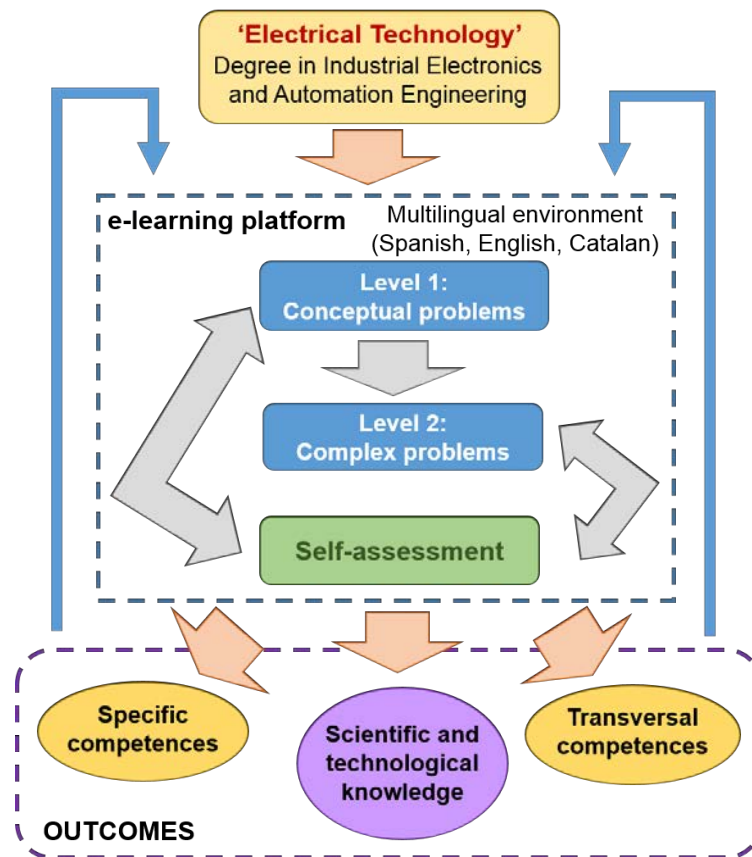 ‘Electrical Technology’
Degree in Industrial Electronics
and Automation Engineering
e-learning platform
Multilingual environment
(Spanish, English, Catalan)
Level 1:
Conceptual problems
Level 2:
Complex problems
Self-assessment
Specific
competences
Scientific and
technological
knowledge
Transversal
competences
OUTCOMES